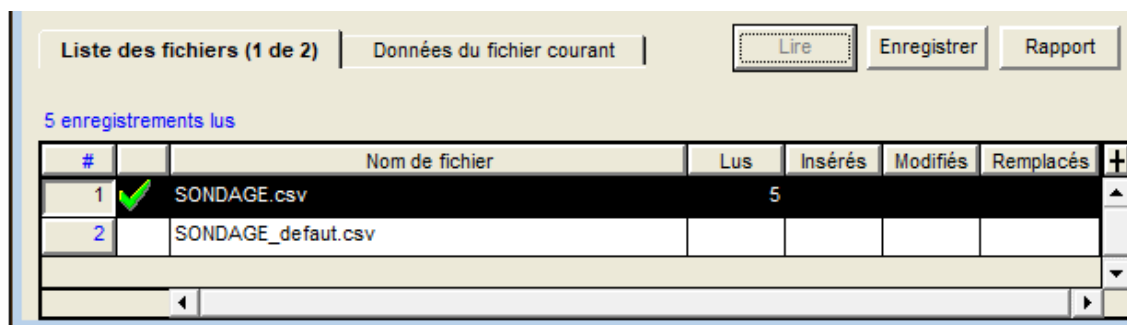 Liste des fichiers (1 de 2) Données du fichier courant Lire Enregistrer Rapport
5 enregistrements lus
# Nom de fichier Lus Insérés Modifiés Remplacés +
1 SONDAGE.csv 5
2 SONDAGE_defaut.csv